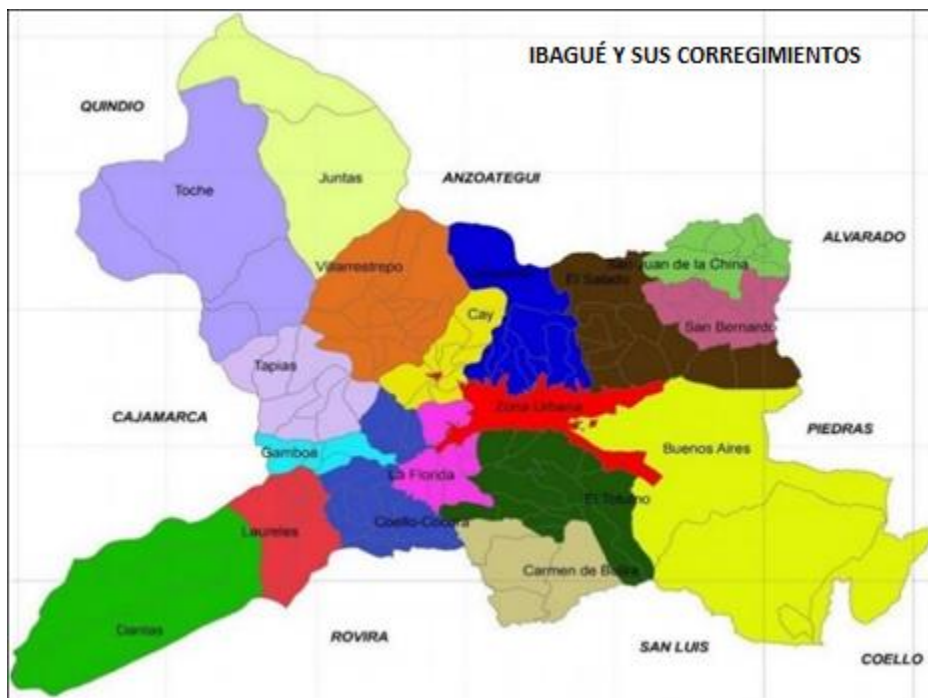 IBAGUÉ Y SUS CORREGIMIENTOS
QUINDIO
ANZOATEGUI
Juntas
Toche
ALVARADO
San Juan de la China
Villarrestrepo
El Salado
Cay
San Bernardo
Tapias
Zona Urbana
CAJAMARCA
PIEDRAS
Buenos Aires
Gamboa
La Florida
El Totumo
Coello-Cocora
Laureles
Carmen de Bulira
Dantas
ROVIRA
SAN LUIS
COELLO